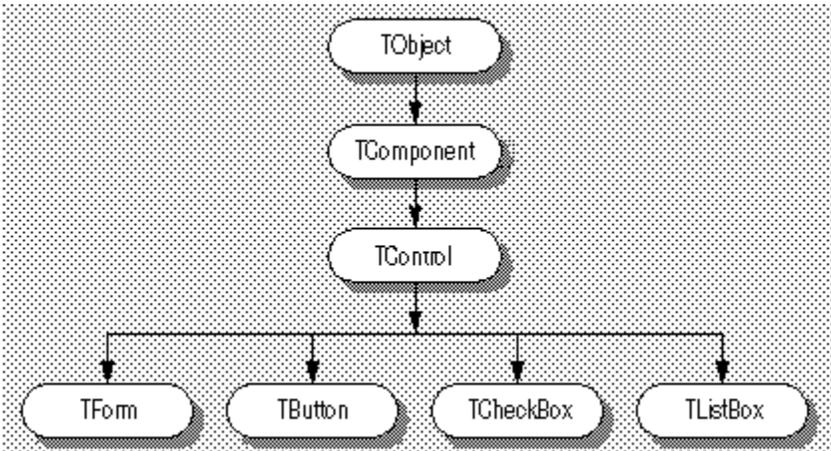 TObject
TComponent
TControl
TForm
TButton
TCheckBox
TListBox